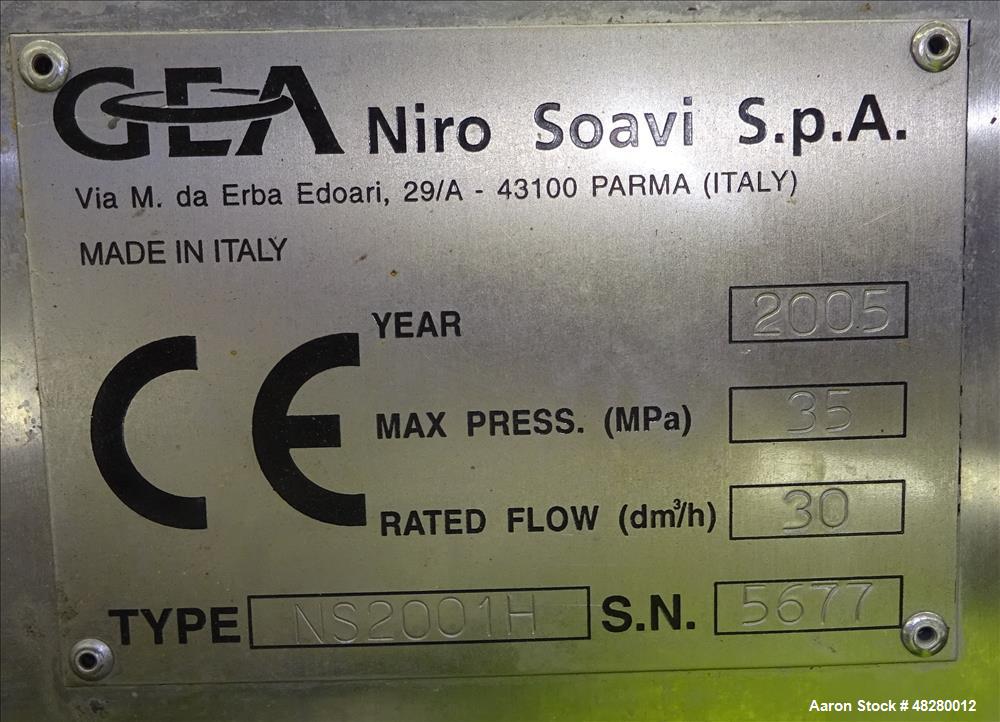 GEA Niro Soavi S.p.A.
Via M. da Erba Edoari, 29/A - 43100 PARMA (ITALY)
MADE IN ITALY
CE
YEAR 2005
MAX PRESS. (MPa) 35
RATED FLOW (dm³/h) 30
TYPE NS2001H S.N. 5677
Aaron Stock # 48280012